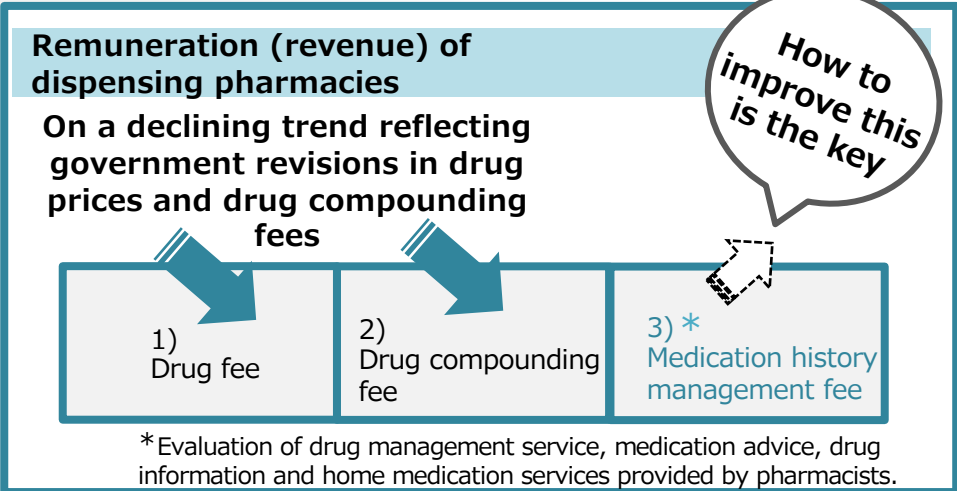 Remuneration (revenue) of
dispensing pharmacies
How to
improve this
is the key
On a declining trend reflecting
government revisions in drug
prices and drug compounding
fees
1)
Drug fee
2)
Drug compounding
fee
3) *
Medication history
management fee
*Evaluation of drug management service, medication advice, drug
information and home medication services provided by pharmacists.